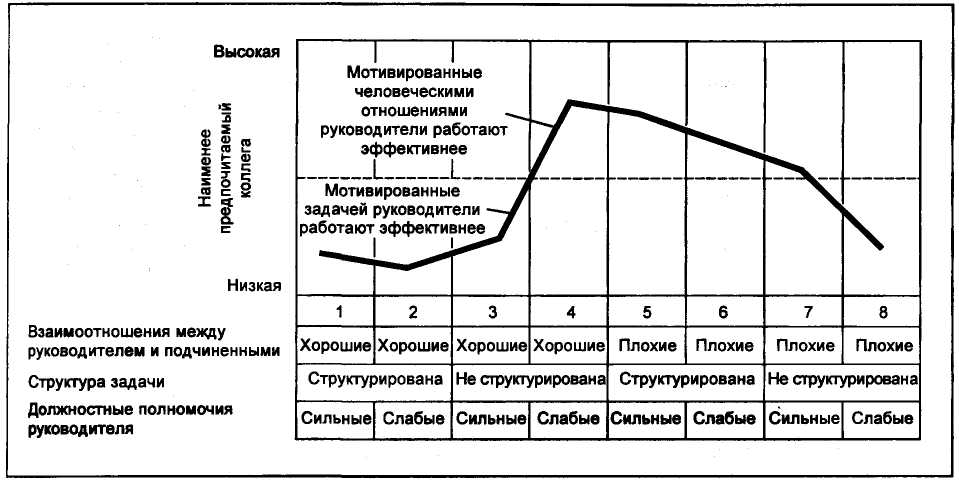 Высокая
Наименее
предпочитаемый
коллега
Низкая
Мотивированные
человеческими
отношениями
руководители работают
эффективнее
Мотивированные
задачей руководители
работают эффективнее
1 2 3 4 5 6 7 8
Взаимоотношения между
руководителем и подчиненными
Хорошие Хорошие Хорошие Хорошие Плохие Плохие Плохие Плохие
Структура задачи
Структурирована Не структурирована Структурирована Не структурирована
Должностные полномочия
руководителя
Сильные Слабые Сильные Слабые Сильные Слабые Сильные Слабые